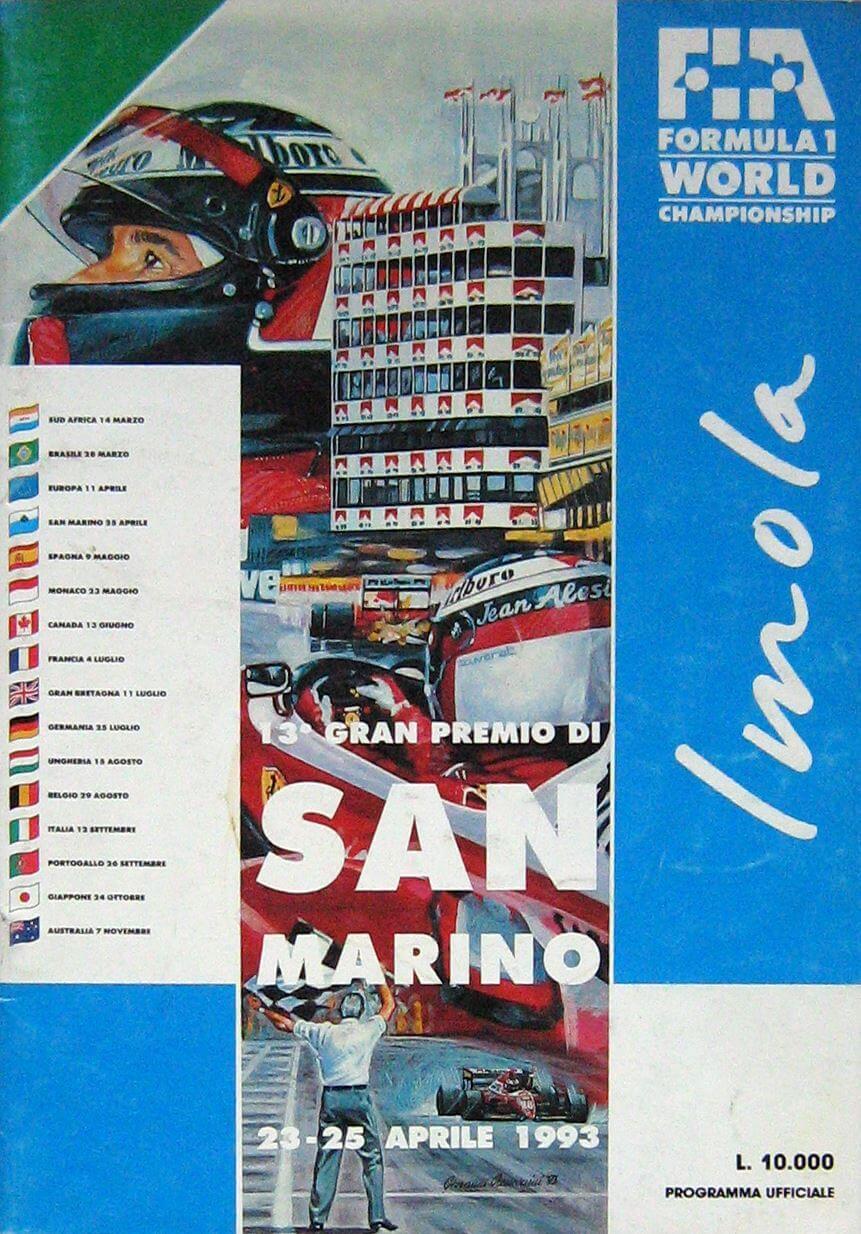 FIA
FORMULA 1
WORLD
CHAMPIONSHIP
Marlboro
Imola
SUD AFRICA 14 MARZO
BRASILE 28 MARZO
EUROPA 11 APRILE
SAN MARINO 25 APRILE
SPAGNA 9 MAGGIO
MONACO 23 MAGGIO
CANADA 13 GIUGNO
FRANCIA 4 LUGLIO
GRAN BRETAGNA 11 LUGLIO
GERMANIA 25 LUGLIO
UNGHERIA 15 AGOSTO
BELGIO 29 AGOSTO
ITALIA 12 SETTEMBRE
PORTOGALLO 26 SETTEMBRE
GIAPPONE 24 OTTOBRE
AUSTRALIA 7 NOVEMBRE
Jean Alesi
13° GRAN PREMIO DI
SAN
MARINO
23-25 APRILE 1993
L. 10.000
PROGRAMMA UFFICIALE